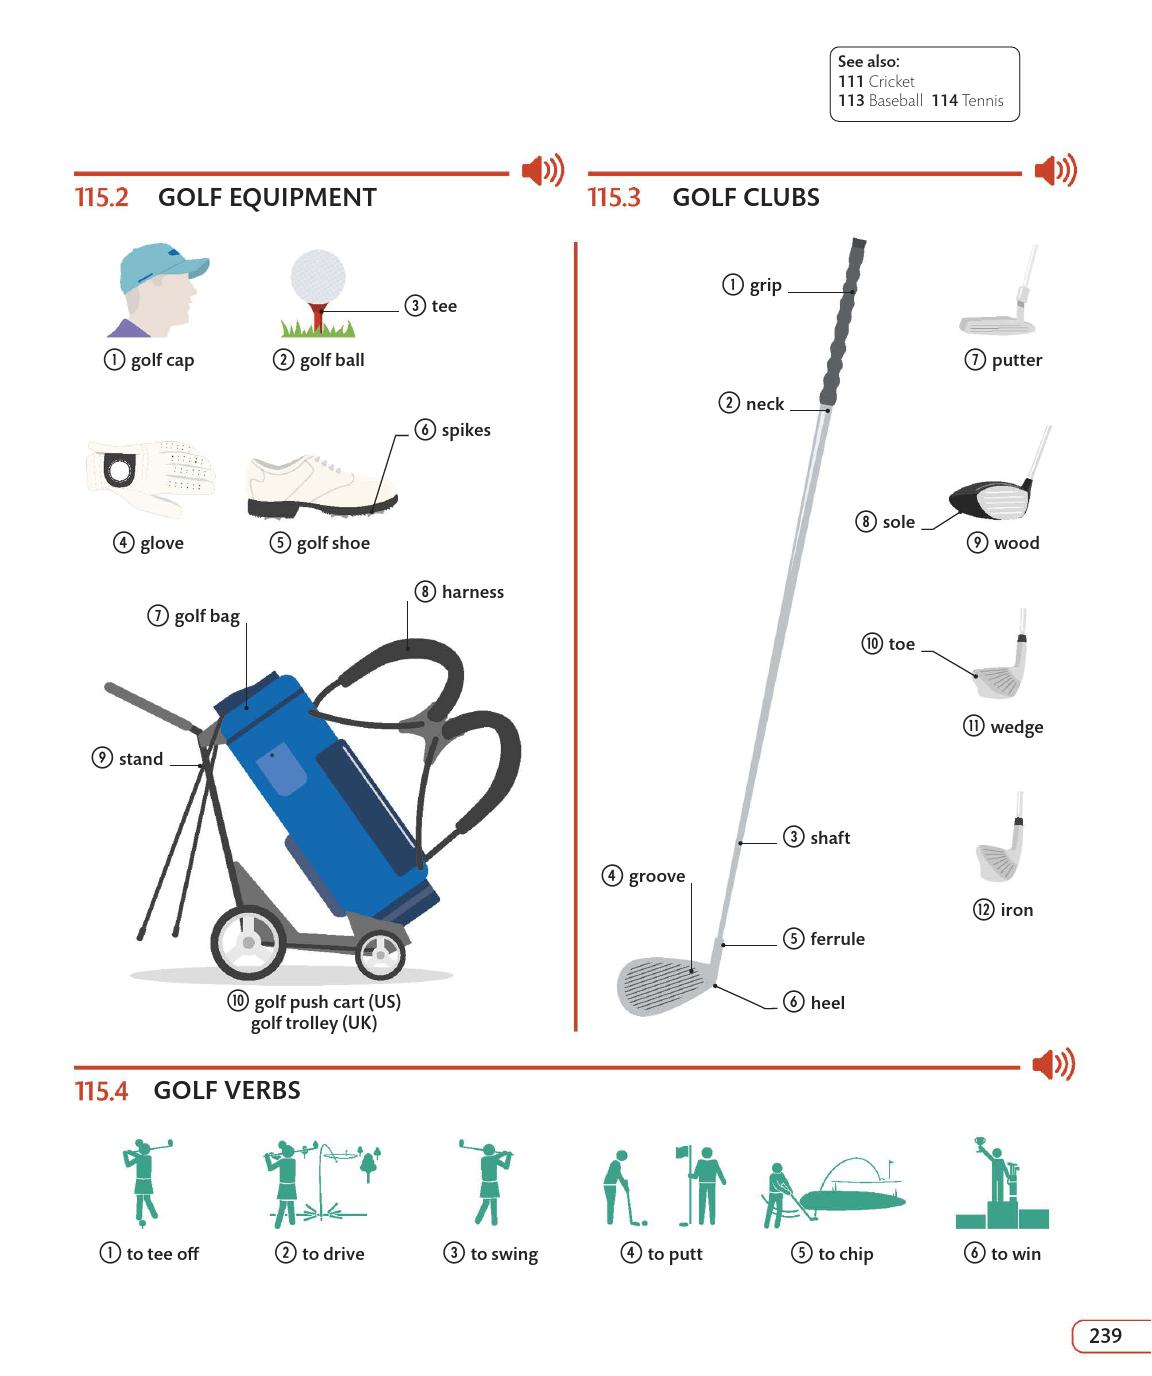 See also:
111 Cricket
113 Baseball 114 Tennis
115.2 GOLF EQUIPMENT
① golf cap
② golf ball
③ tee
④ glove
⑤ golf shoe
⑥ spikes
⑦ golf bag
⑧ harness
⑨ stand
⑩ golf push cart (US)
golf trolley (UK)
115.3 GOLF CLUBS
① grip
② neck
③ shaft
④ groove
⑤ ferrule
⑥ heel
⑦ putter
⑧ sole
⑨ wood
⑩ toe
⑪ wedge
⑫ iron
115.4 GOLF VERBS
① to tee off
② to drive
③ to swing
④ to putt
⑤ to chip
⑥ to win
239